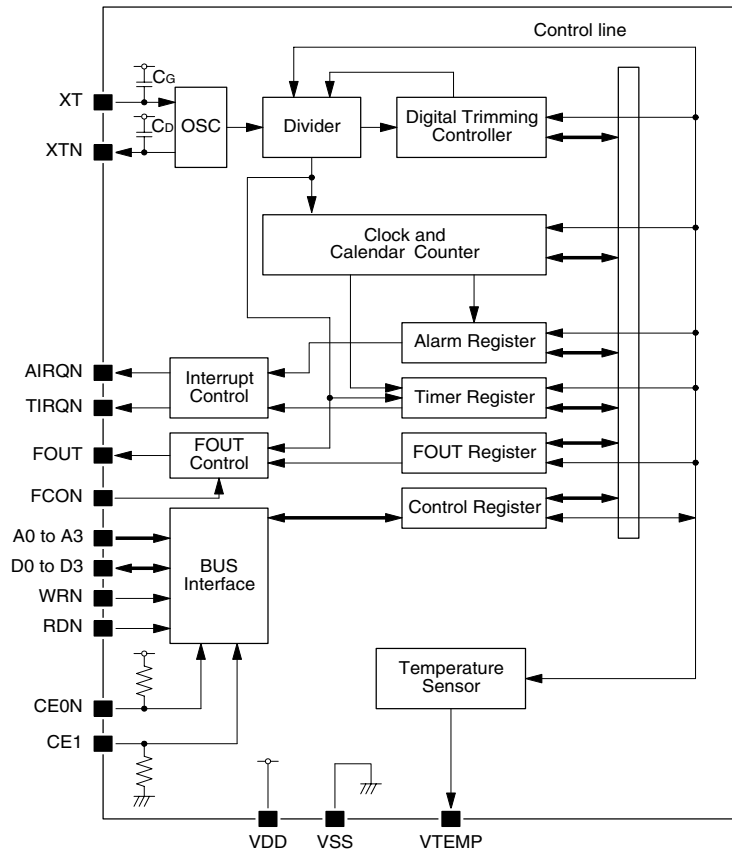 Control line
XT
CG
CD
XTN
OSC
Divider
Digital Trimming
Controller
Clock and
Calendar Counter
Alarm Register
AIRQN
TIRQN
Interrupt
Control
Timer Register
FOUT
FOUT
Control
FOUT Register
FCON
Control Register
A0 to A3
D0 to D3
WRN
RDN
BUS
Interface
Temperature
Sensor
CE0N
CE1
VDD
VSS
VTEMP